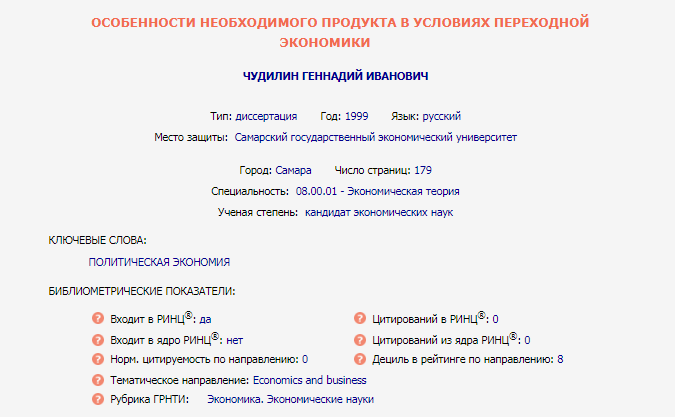 ОСОБЕННОСТИ НЕОБХОДИМОГО ПРОДУКТА В УСЛОВИЯХ ПЕРЕХОДНОЙ
ЭКОНОМИКИ
ЧУДИЛИН ГЕННАДИЙ ИВАНОВИЧ
Тип: диссертация Год: 1999 Язык: русский
Место защиты: Самарский государственный экономический университет
Город: Самара Число страниц: 179
Специальность: 08.00.01 - Экономическая теория
Ученая степень: кандидат экономических наук
КЛЮЧЕВЫЕ СЛОВА:
ПОЛИТИЧЕСКАЯ ЭКОНОМИЯ
БИБЛИОМЕТРИЧЕСКИЕ ПОКАЗАТЕЛИ:
? Входит в РИНЦ®: да ? Цитирований в РИНЦ®: 0
? Входит в ядро РИНЦ®: нет ? Цитирований из ядра РИНЦ®: 0
? Норм. цитируемость по направлению: 0 ? Дециль в рейтинге по направлению: 8
? Тематическое направление: Economics and business
? Рубрика ГРНТИ: Экономика. Экономические науки